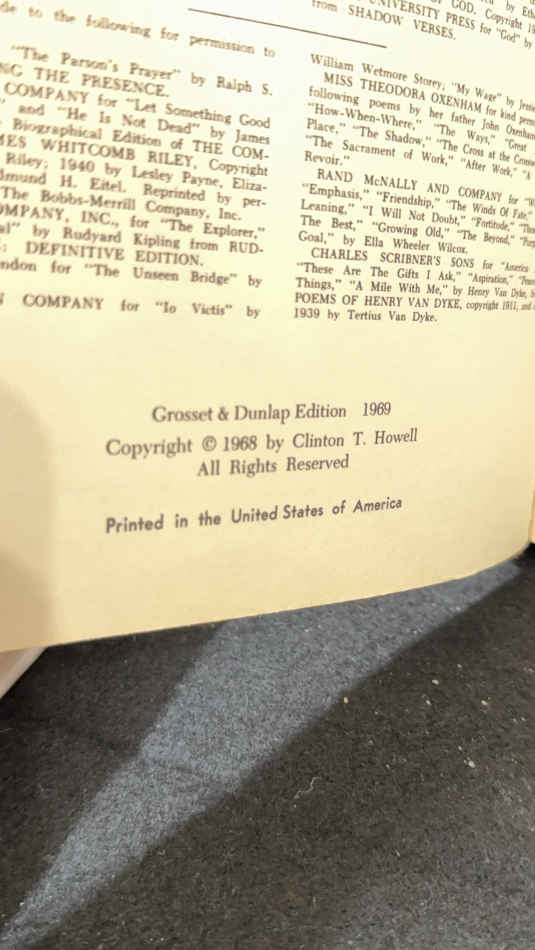 to the following for permission to
"The Parson's Prayer" by Ralph S.
THE PRESENCE.
COMPANY for "Let Something Good
" and "He Is Not Dead" by James
Biographical Edition of THE COM-
WHITCOMB RILEY, Copyright
Riley; 1940 by Lesley Payne, Eliza-
H. Eitel. Reprinted by per-
The Bobbs-Merrill Company, Inc.
INC., for "The Explorer,"
by Rudyard Kipling from RUD-
: DEFINITIVE EDITION.
for "The Unseen Bridge" by
COMPANY for "Io Victis" by
GOD. Copyright
UNIVERSITY PRESS for "God" by
from SHADOW VERSES.
William Wetmore Storey; "My Wage" by
MISS THEODORA OXENHAM for kind
following poems by her father John Oxenham
"How-When-Where," "The Ways," "Great
Place," "The Shadow," "The Cross at the
"The Sacrament of Work," "After Work," "A
Revoir."
RAND McNALLY AND COMPANY for
"Emphasis," "Friendship," "The Winds Of Fate,"
Leaning," "I Will Not Doubt," "Fortitude,"
The Best," "Growing Old," "The Beyond,"
Goal," by Ella Wheeler Wilcox.
CHARLES SCRIBNER'S SONS for "America
"These Are The Gifts I Ask," "Aspiration,"
Things," "A Mile With Me," by Henry Van Dyke,
POEMS OF HENRY VAN DYKE, copyright 1911, and
1939 by Tertius Van Dyke.
Grosset & Dunlap Edition 1969
Copyright © 1968 by Clinton T. Howell
All Rights Reserved
Printed in the United States of America